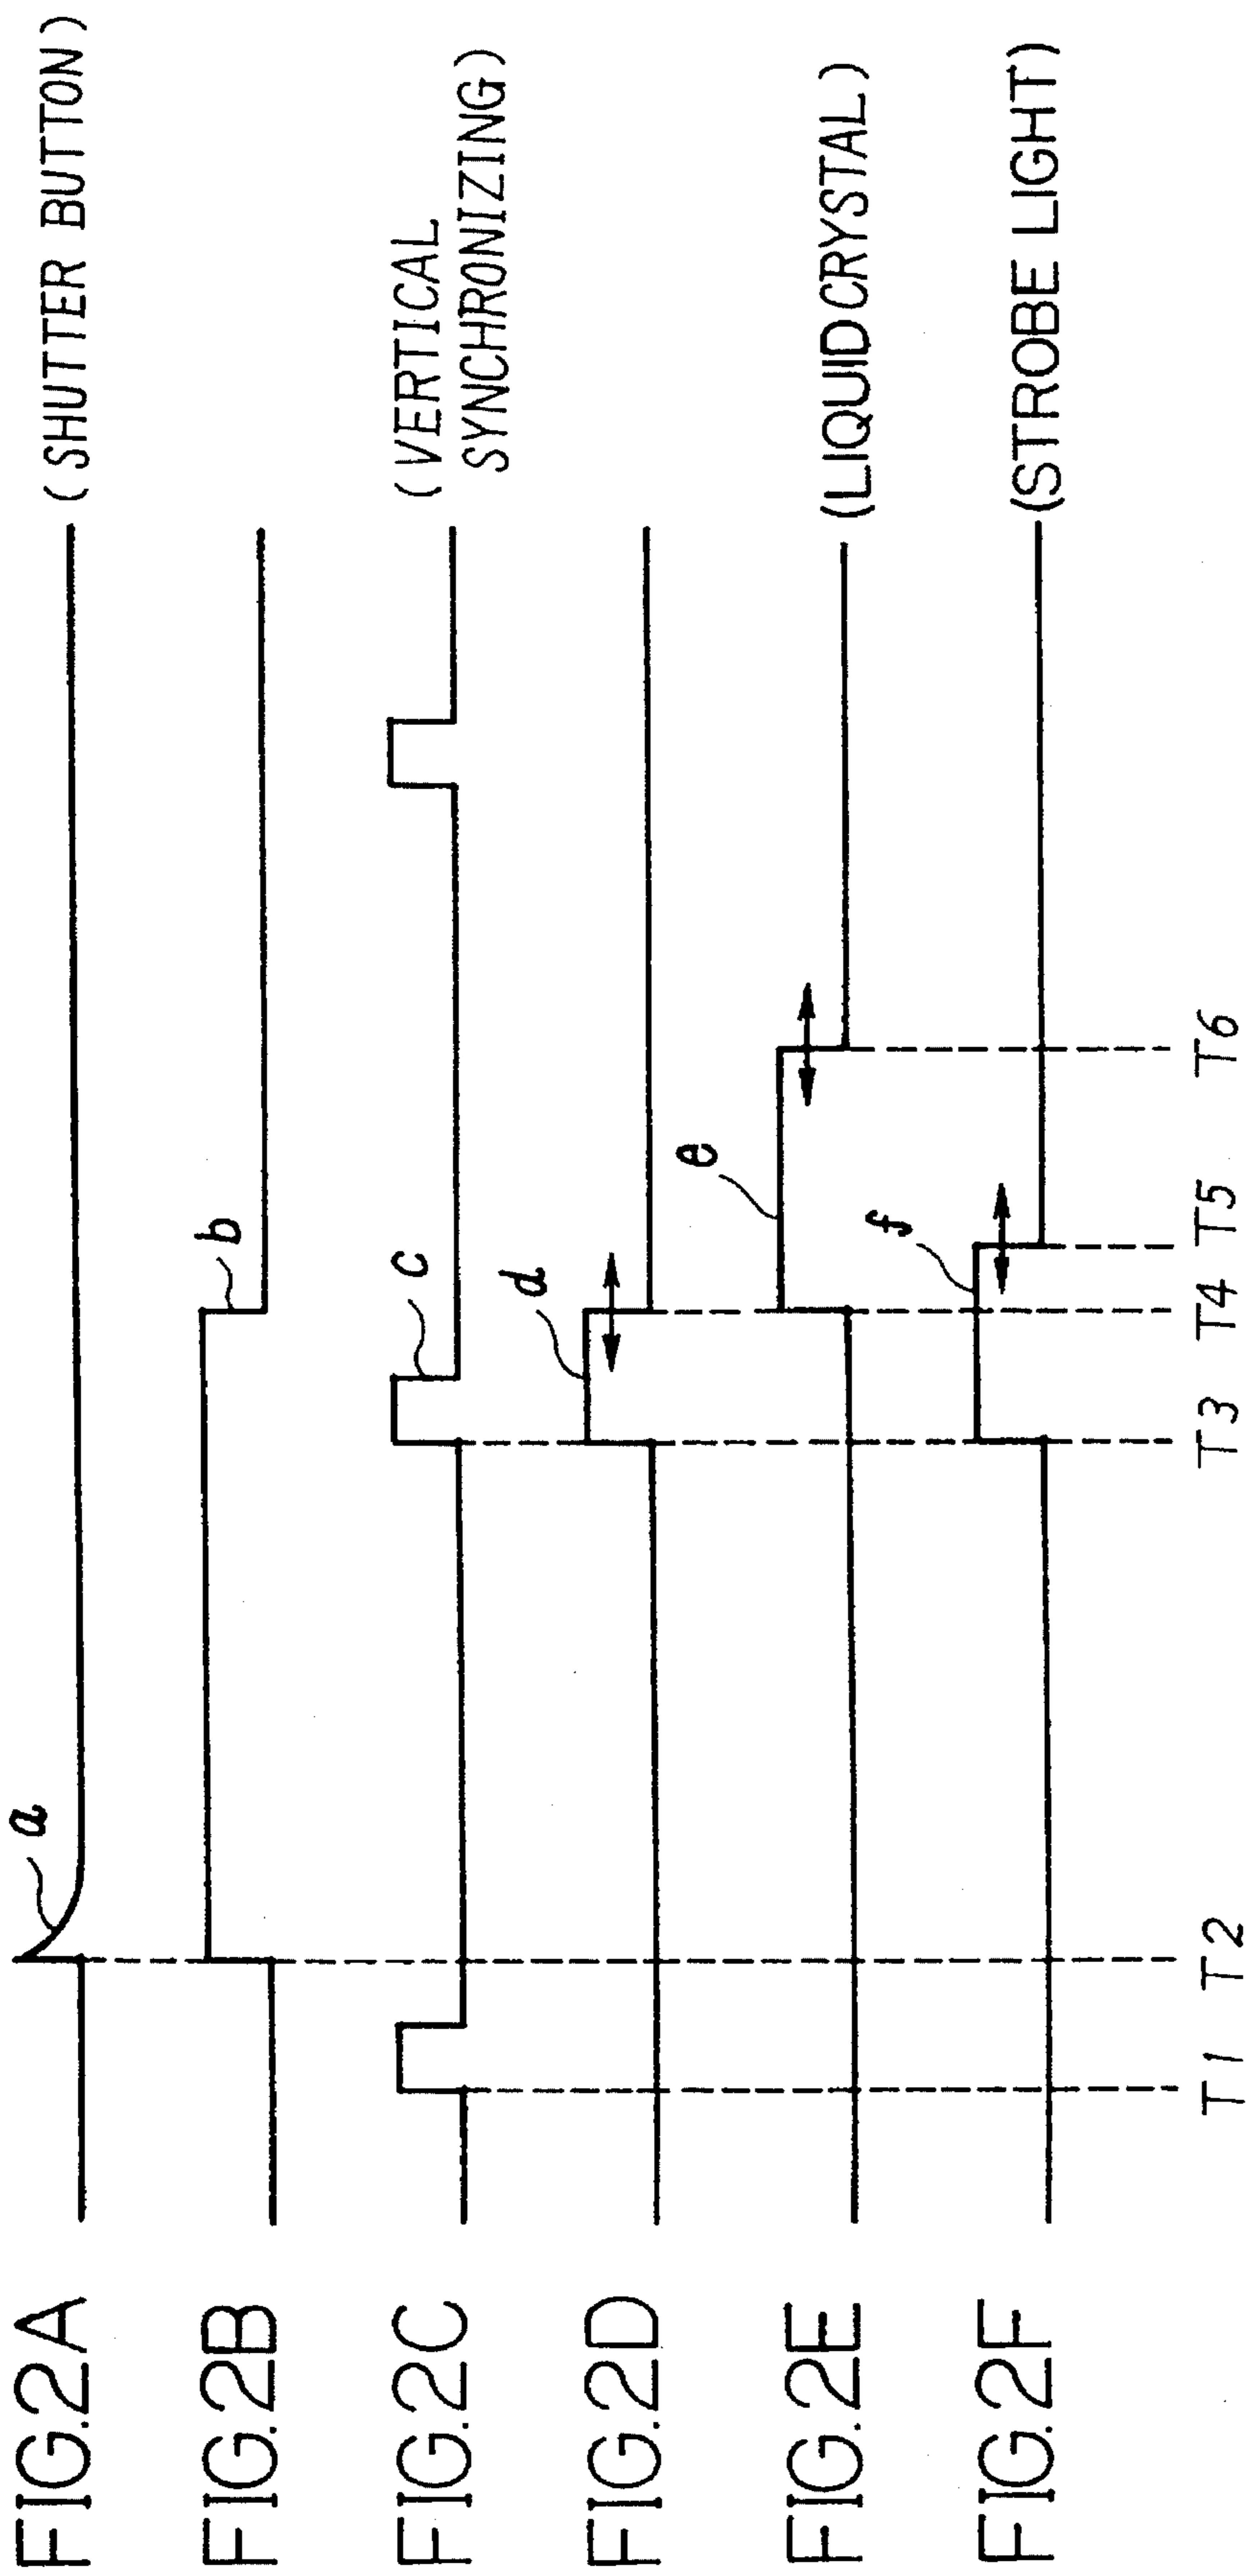 FIG.2A
a
(SHUTTER BUTTON)
FIG.2B
b
FIG.2C
c
(VERTICAL
SYNCHRONIZING)
FIG.2D
d
FIG.2E
e
(LIQUID CRYSTAL)
FIG.2F
f
(STROBE LIGHT)
T1 T2 T3 T4 T5 T6